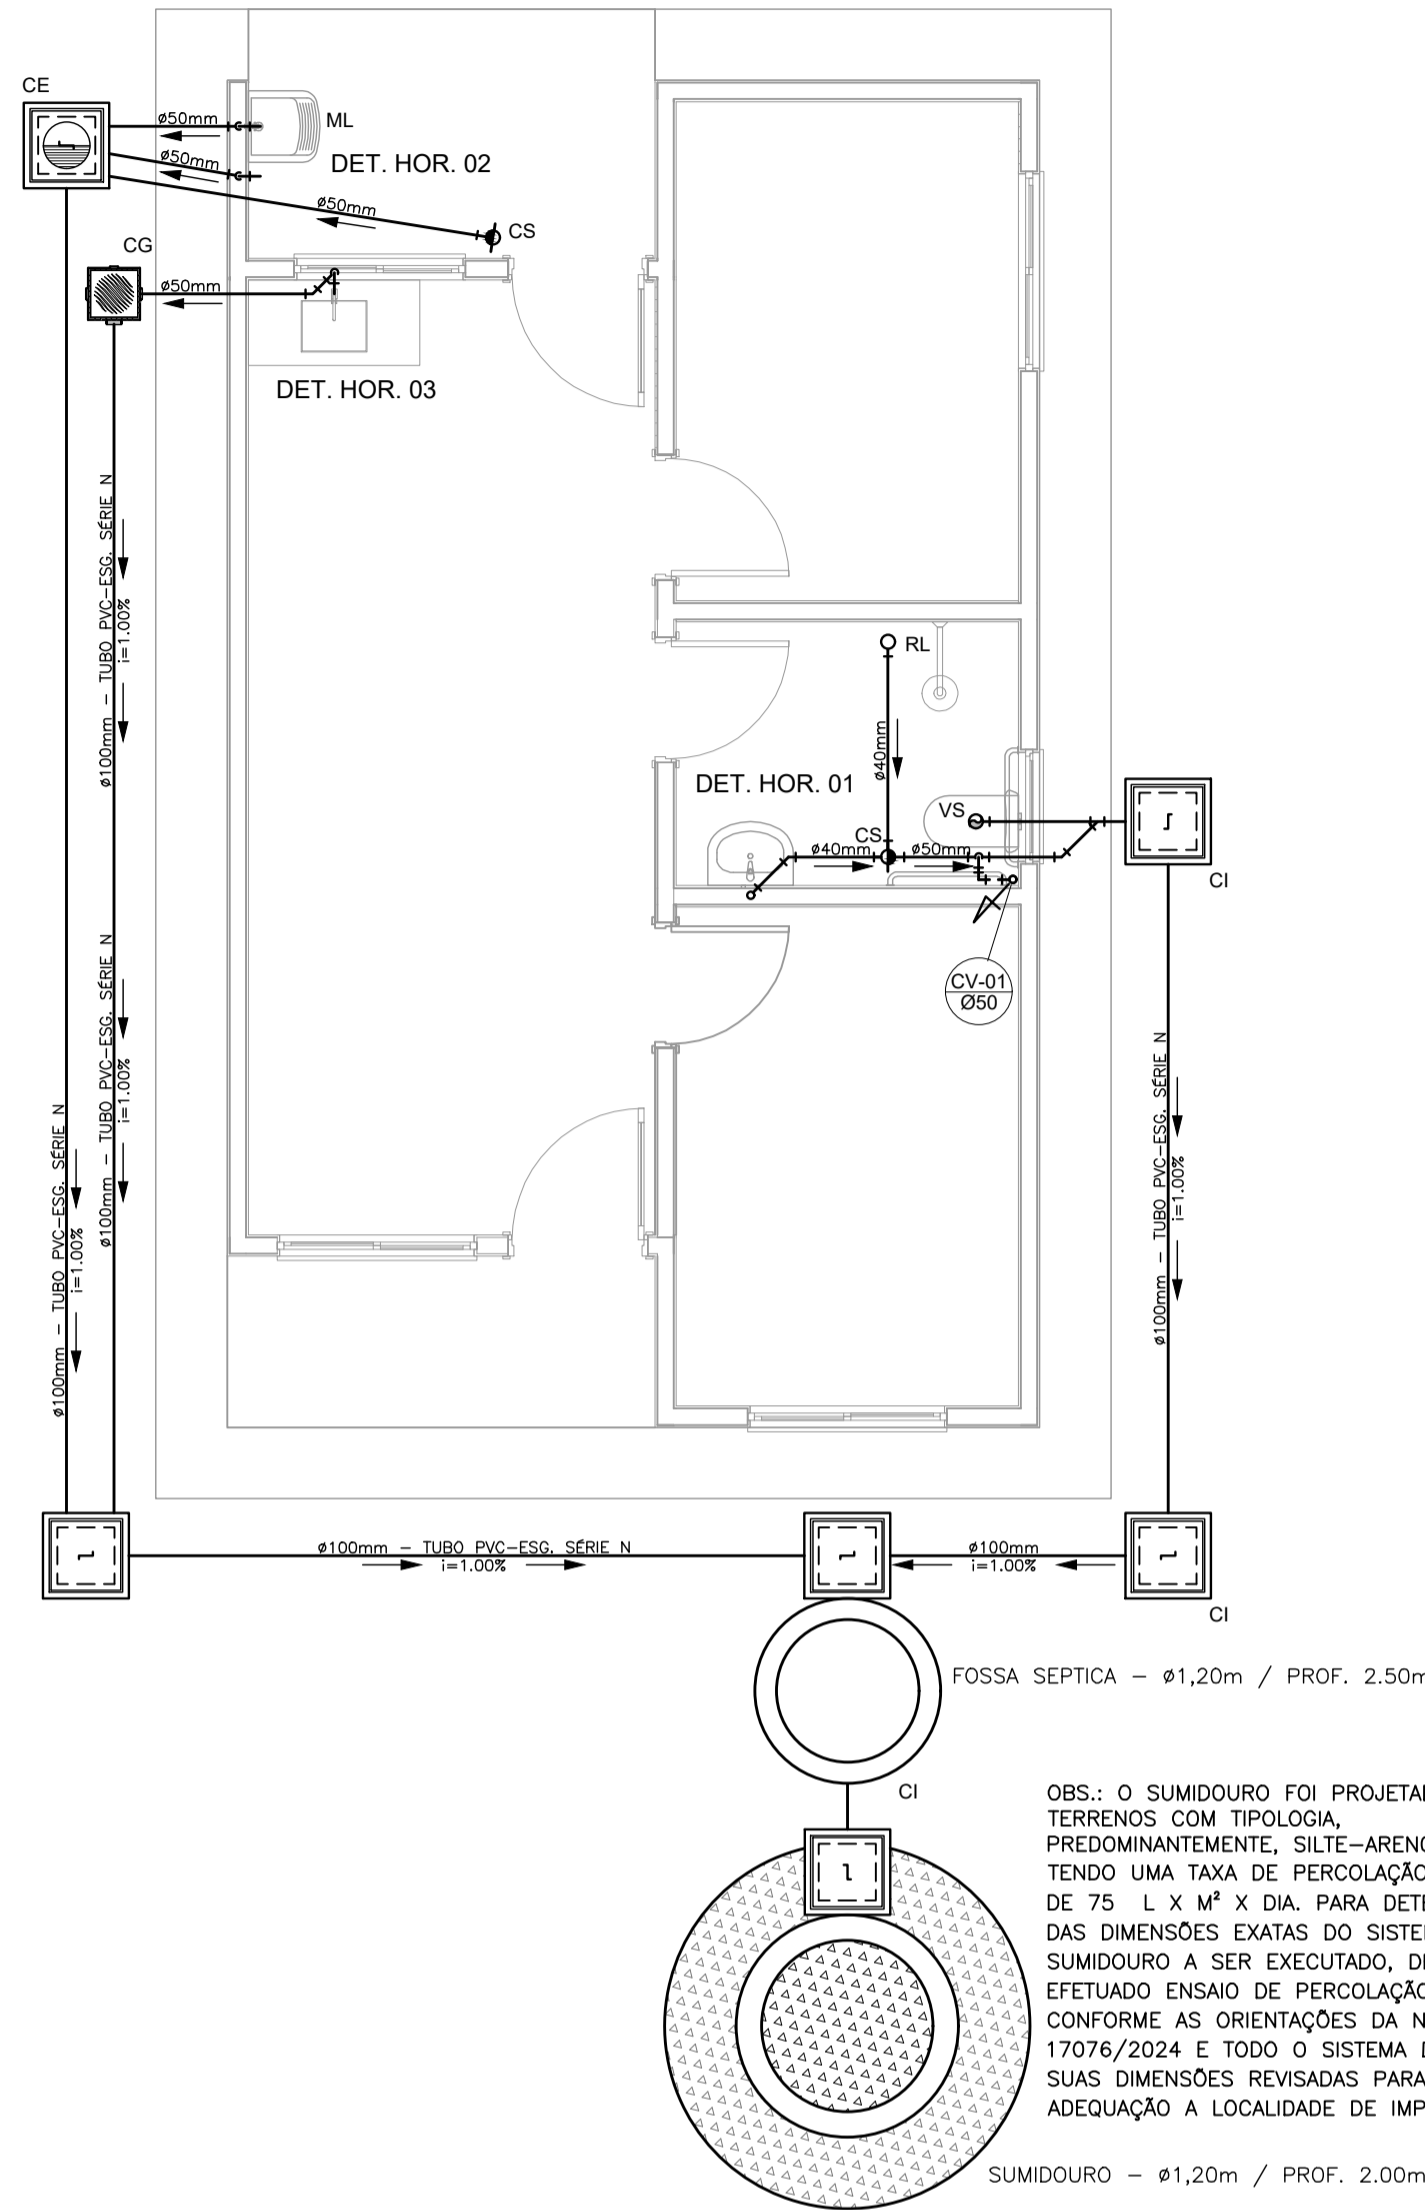 CE
ø50mm
ML
ø50mm
DET. HOR. 02
ø50mm
CS
CG
ø50mm
DET. HOR. 03
ø100mm – TUBO PVC–ESG. SÉRIE N
i=1.00%
RL
ø40mm
DET. HOR. 01
VS
CS
ø40mm
ø50mm
CI
CV-01
Ø50
ø100mm – TUBO PVC–ESG. SÉRIE N
i=1.00%
ø100mm – TUBO PVC–ESG. SÉRIE N
i=1.00%
ø100mm – TUBO PVC–ESG. SÉRIE N
i=1.00%
ø100mm – TUBO PVC–ESG. SÉRIE N
i=1.00%
ø100mm
i=1.00%
CI
FOSSA SEPTICA – ø1,20m / PROF. 2.50m
CI
OBS.: O SUMIDOURO FOI
TERRENOS COM TIPOLOGIA,
PREDOMINANTEMENTE,
TENDO UMA TAXA DE PERCOLAÇÃO
DE 75 L X M² X DIA. PARA
DAS DIMENSÕES EXATAS DO
SUMIDOURO A SER EXECUTADO,
EFETUADO ENSAIO DE PERCOLAÇÃO
CONFORME AS ORIENTAÇÕES DA
17076/2024 E TODO O SISTEMA
SUAS DIMENSÕES REVISADAS PARA
ADEQUAÇÃO A LOCALIDADE DE
SUMIDOURO – ø1,20m / PROF. 2.00m